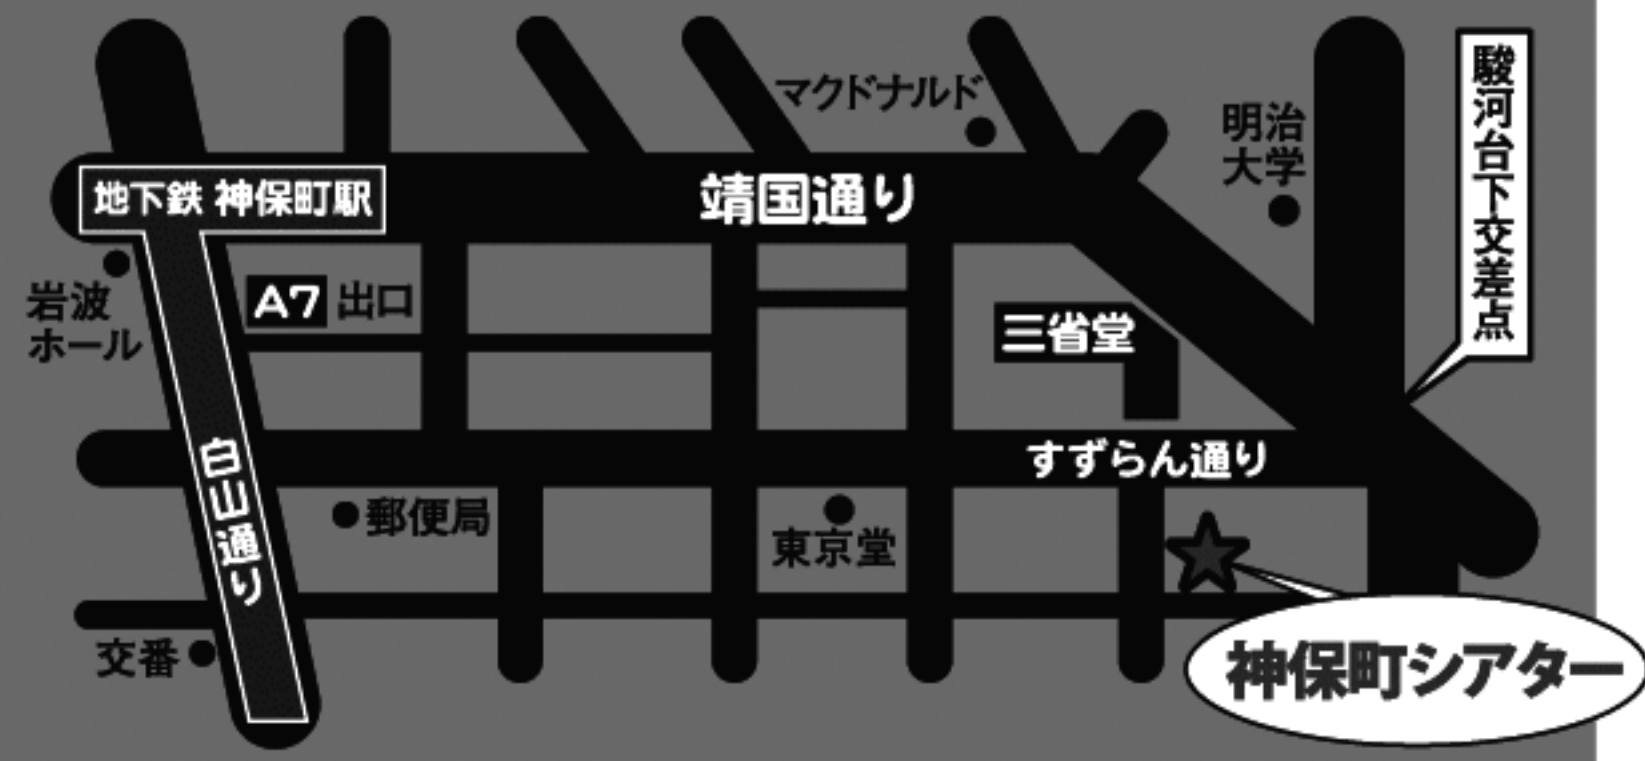 マクドナルド
明治
大学
駿河台下交差点
地下鉄 神保町駅
靖国通り
岩波
ホール
A7 出口
三省堂
白山通り
すずらん通り
郵便局
東京堂
交番
神保町シアター